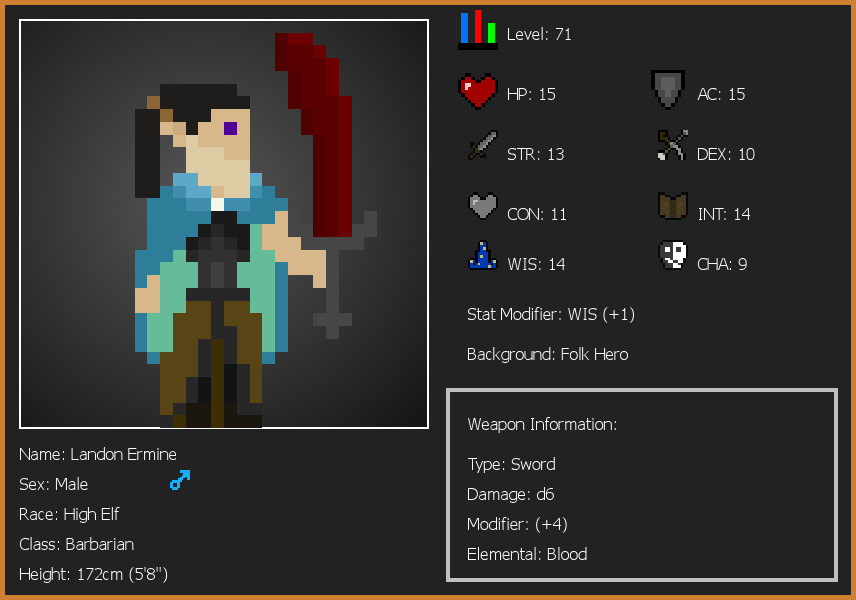 Level: 71
HP: 15
AC: 15
STR: 13
DEX: 10
CON: 11
INT: 14
WIS: 14
CHA: 9
Stat Modifier: WIS (+1)
Background: Folk Hero
Weapon Information:
Type: Sword
Damage: d6
Modifier: (+4)
Elemental: Blood
Name: Landon Ermine
Sex: Male
Race: High Elf
Class: Barbarian
Height: 172cm (5'8")